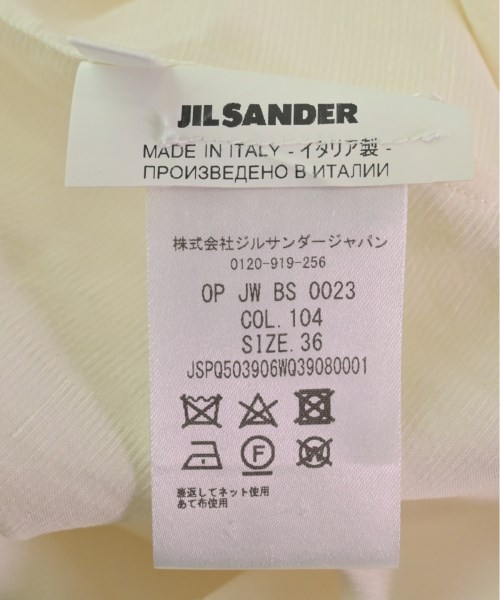 JIL SANDER
MADE IN ITALY - イタリア製 -
ПРОИЗВЕДЕНО В ИТАЛИИ
株式会社ジルサンダージャパン
0120-919-256
OP JW BS 0023
COL. 104
SIZE. 36
JSPQ503906WQ39080001
F
W
裏返してネット使用
あて布使用